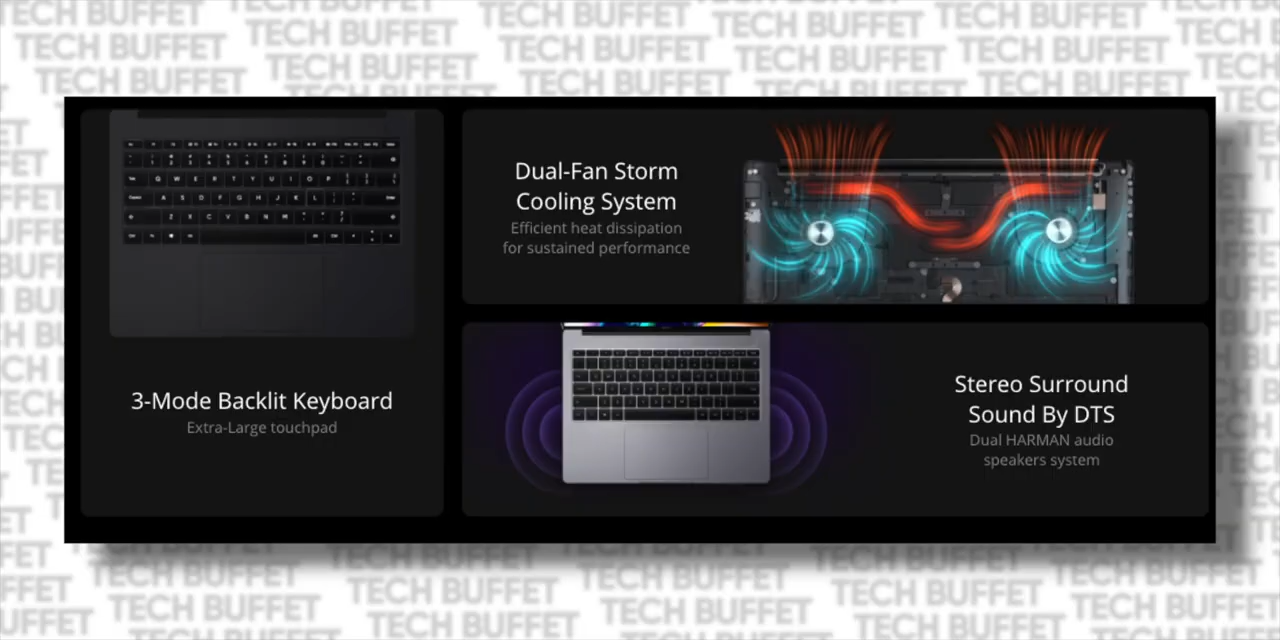 TECH BUFFET
3-Mode Backlit Keyboard
Extra-Large touchpad
Dual-Fan Storm
Cooling System
Efficient heat dissipation
for sustained performance
Stereo Surround
Sound By DTS
Dual HARMAN audio
speakers system